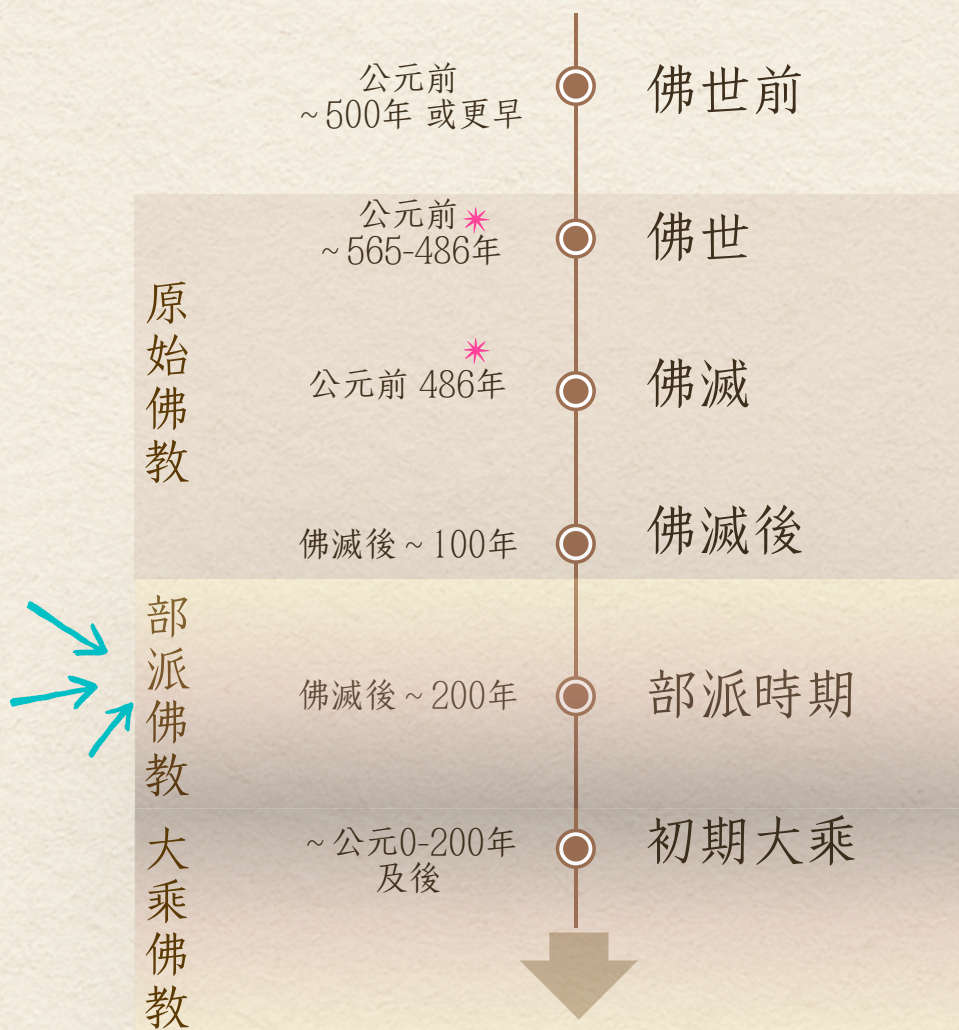 公元前
~500年 或更早
佛世前
原始佛教
公元前
~565-486年
佛世
公元前 486年
佛滅
佛滅後~100年
佛滅後
部派佛教
佛滅後~200年
部派時期
大乘佛教
~公元0-200年
及後
初期大乘